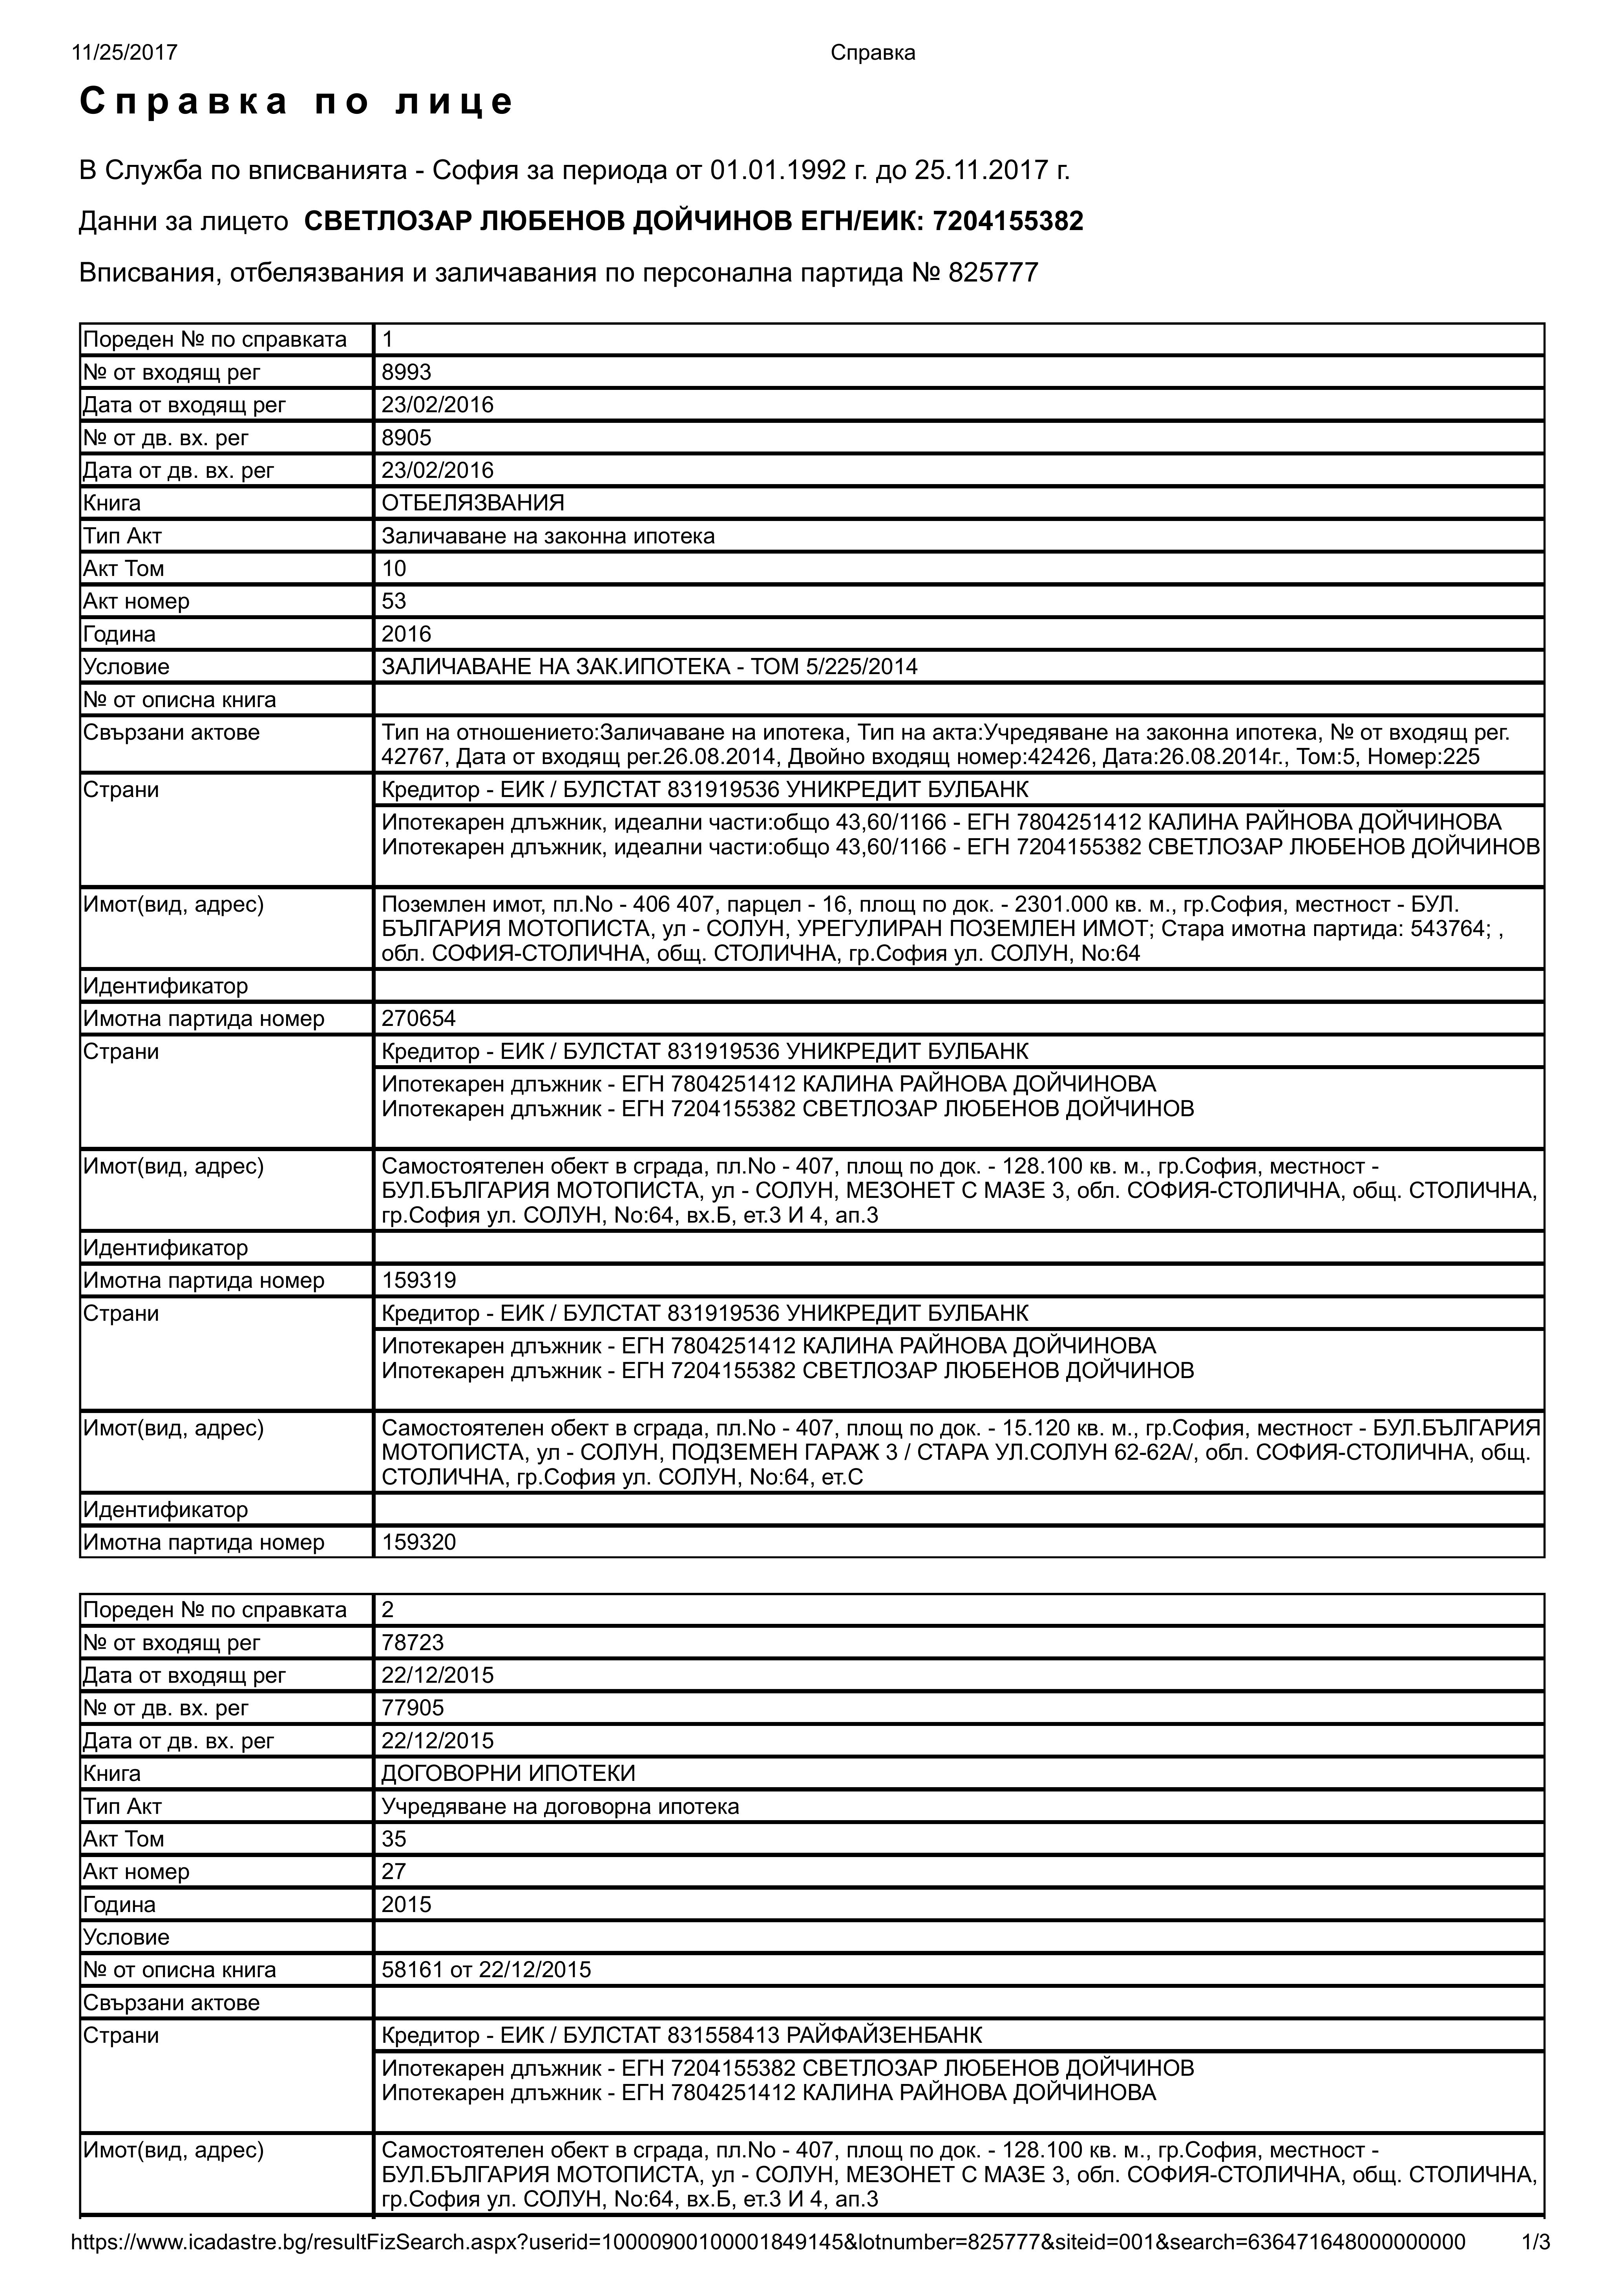 11/25/2017
Справка
Справка по лице
В Служба по вписванията - София за периода от 01.01.1992 г. до 25.11.2017 г.
Данни за лицето СВЕТЛОЗАР ЛЮБЕНОВ ДОЙЧИНОВ ЕГН/ЕИК: 7204155382
Вписвания, отбелязвания и заличавания по персонална партида № 825777
Пореден № по справката 1
№ от входящ рег 8993
Дата от входящ рег 23/02/2016
№ от дв. вх. рег 8905
Дата от дв. вх. рег 23/02/2016
Книга ОТБЕЛЯЗВАНИЯ
Тип Акт Заличаване на законна ипотека
Акт Том 10
Акт номер 53
Година 2016
Условие ЗАЛИЧАВАНЕ НА ЗАК.ИПОТЕКА - ТОМ 5/225/2014
№ от описна книга
Свързани актове Тип на отношението:Заличаване на ипотека, Тип на акта:Учредяване на законна ипотека, № от входящ рег.
42767, Дата от входящ рег.26.08.2014, Двойно входящ номер:42426, Дата:26.08.2014г., Том:5, Номер:225
Страни Кредитор - ЕИК / БУЛСТАТ 831919536 УНИКРЕДИТ БУЛБАНК
Ипотекарен длъжник, идеални части:общо 43,60/1166 - ЕГН 7804251412 КАЛИНА РАЙНОВА ДОЙЧИНОВА
Ипотекарен длъжник, идеални части:общо 43,60/1166 - ЕГН 7204155382 СВЕТЛОЗАР ЛЮБЕНОВ ДОЙЧИНОВ
Имот(вид, адрес) Поземлен имот, пл.No - 406 407, парцел - 16, площ по док. - 2301.000 кв. м., гр.София, местност - БУЛ.
БЪЛГАРИЯ МОТОПИСТА, ул - СОЛУН, УРЕГУЛИРАН ПОЗЕМЛЕН ИМОТ; Стара имотна партида: 543764; ,
обл. СОФИЯ-СТОЛИЧНА, общ. СТОЛИЧНА, гр.София ул. СОЛУН, No:64
Идентификатор
Имотна партида номер 270654
Страни Кредитор - ЕИК / БУЛСТАТ 831919536 УНИКРЕДИТ БУЛБАНК
Ипотекарен длъжник - ЕГН 7804251412 КАЛИНА РАЙНОВА ДОЙЧИНОВА
Ипотекарен длъжник - ЕГН 7204155382 СВЕТЛОЗАР ЛЮБЕНОВ ДОЙЧИНОВ
Имот(вид, адрес) Самостоятелен обект в сграда, пл.No - 407, площ по док. - 128.100 кв. м., гр.София, местност -
БУЛ.БЪЛГАРИЯ МОТОПИСТА, ул - СОЛУН, МЕЗОНЕТ С МАЗЕ 3, обл. СОФИЯ-СТОЛИЧНА, общ. СТОЛИЧНА,
гр.София ул. СОЛУН, No:64, вх.Б, ет.3 И 4, ап.3
Идентификатор
Имотна партида номер 159319
Страни Кредитор - ЕИК / БУЛСТАТ 831919536 УНИКРЕДИТ БУЛБАНК
Ипотекарен длъжник - ЕГН 7804251412 КАЛИНА РАЙНОВА ДОЙЧИНОВА
Ипотекарен длъжник - ЕГН 7204155382 СВЕТЛОЗАР ЛЮБЕНОВ ДОЙЧИНОВ
Имот(вид, адрес) Самостоятелен обект в сграда, пл.No - 407, площ по док. - 15.120 кв. м., гр.София, местност - БУЛ.БЪЛГАРИЯ
МОТОПИСТА, ул - СОЛУН, ПОДЗЕМЕН ГАРАЖ 3 / СТАРА УЛ.СОЛУН 62-62А/, обл. СОФИЯ-СТОЛИЧНА, общ.
СТОЛИЧНА, гр.София ул. СОЛУН, No:64, ет.С
Идентификатор
Имотна партида номер 159320
Пореден № по справката 2
№ от входящ рег 78723
Дата от входящ рег 22/12/2015
№ от дв. вх. рег 77905
Дата от дв. вх. рег 22/12/2015
Книга ДОГОВОРНИ ИПОТЕКИ
Тип Акт Учредяване на договорна ипотека
Акт Том 35
Акт номер 27
Година 2015
Условие
№ от описна книга 58161 от 22/12/2015
Свързани актове
Страни Кредитор - ЕИК / БУЛСТАТ 831558413 РАЙФАЙЗЕНБАНК
Ипотекарен длъжник - ЕГН 7204155382 СВЕТЛОЗАР ЛЮБЕНОВ ДОЙЧИНОВ
Ипотекарен длъжник - ЕГН 7804251412 КАЛИНА РАЙНОВА ДОЙЧИНОВА
Имот(вид, адрес) Самостоятелен обект в сграда, пл.No - 407, площ по док. - 128.100 кв. м., гр.София, местност -
БУЛ.БЪЛГАРИЯ МОТОПИСТА, ул - СОЛУН, МЕЗОНЕТ С МАЗЕ 3, обл. СОФИЯ-СТОЛИЧНА, общ. СТОЛИЧНА,
гр.София ул. СОЛУН, No:64, вх.Б, ет.3 И 4, ап.3
https://www.icadastre.bg/resultFizSearch.aspx?userid=10000900100001849145&lotnumber=825777&siteid=001&search=636471648000000000 1/3